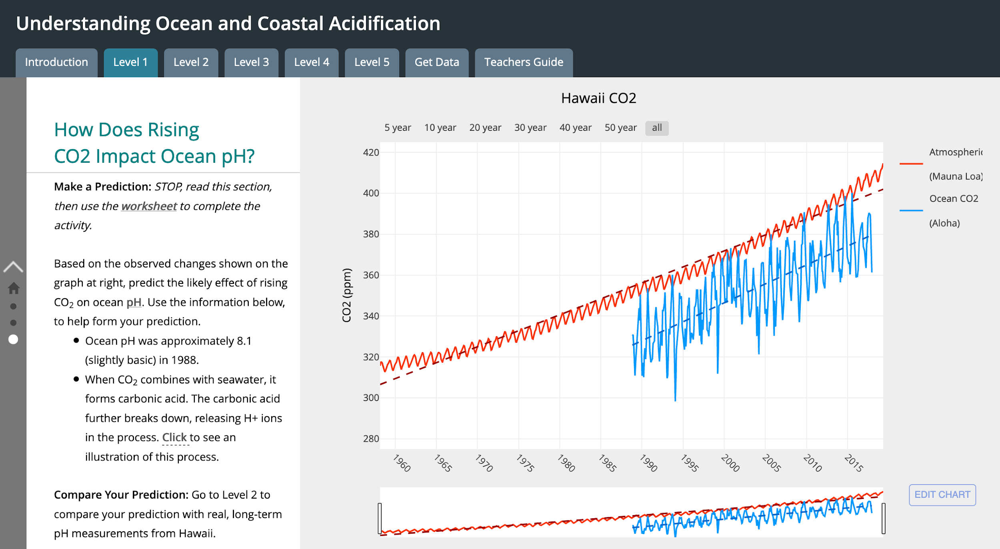 Understanding Ocean and Coastal Acidification
Introduction
Level 1
Level 2
Level 3
Level 4
Level 5
Get Data
Teachers Guide
How Does Rising
CO2 Impact Ocean pH?
Make a Prediction: STOP, read this section,
then use the worksheet to complete the
activity.
Based on the observed changes shown on the
graph at right, predict the likely effect of rising
CO₂ on ocean pH. Use the information below,
to help form your prediction.
● Ocean pH was approximately 8.1
(slightly basic) in 1988.
● When CO₂ combines with seawater, it
forms carbonic acid. The carbonic acid
further breaks down, releasing H+ ions
in the process. Click to see an
illustration of this process.
Compare Your Prediction: Go to Level 2 to
compare your prediction with real, long-term
pH measurements from Hawaii.
Hawaii CO2
5 year 10 year 20 year 30 year 40 year 50 year all
CO2 (ppm)
420
400
380
360
340
320
300
280
1960 1965 1970 1975 1980 1985 1990 1995 2000 2005 2010 2015
Atmospheric
(Mauna Loa)
Ocean CO2
(Aloha)
EDIT CHART